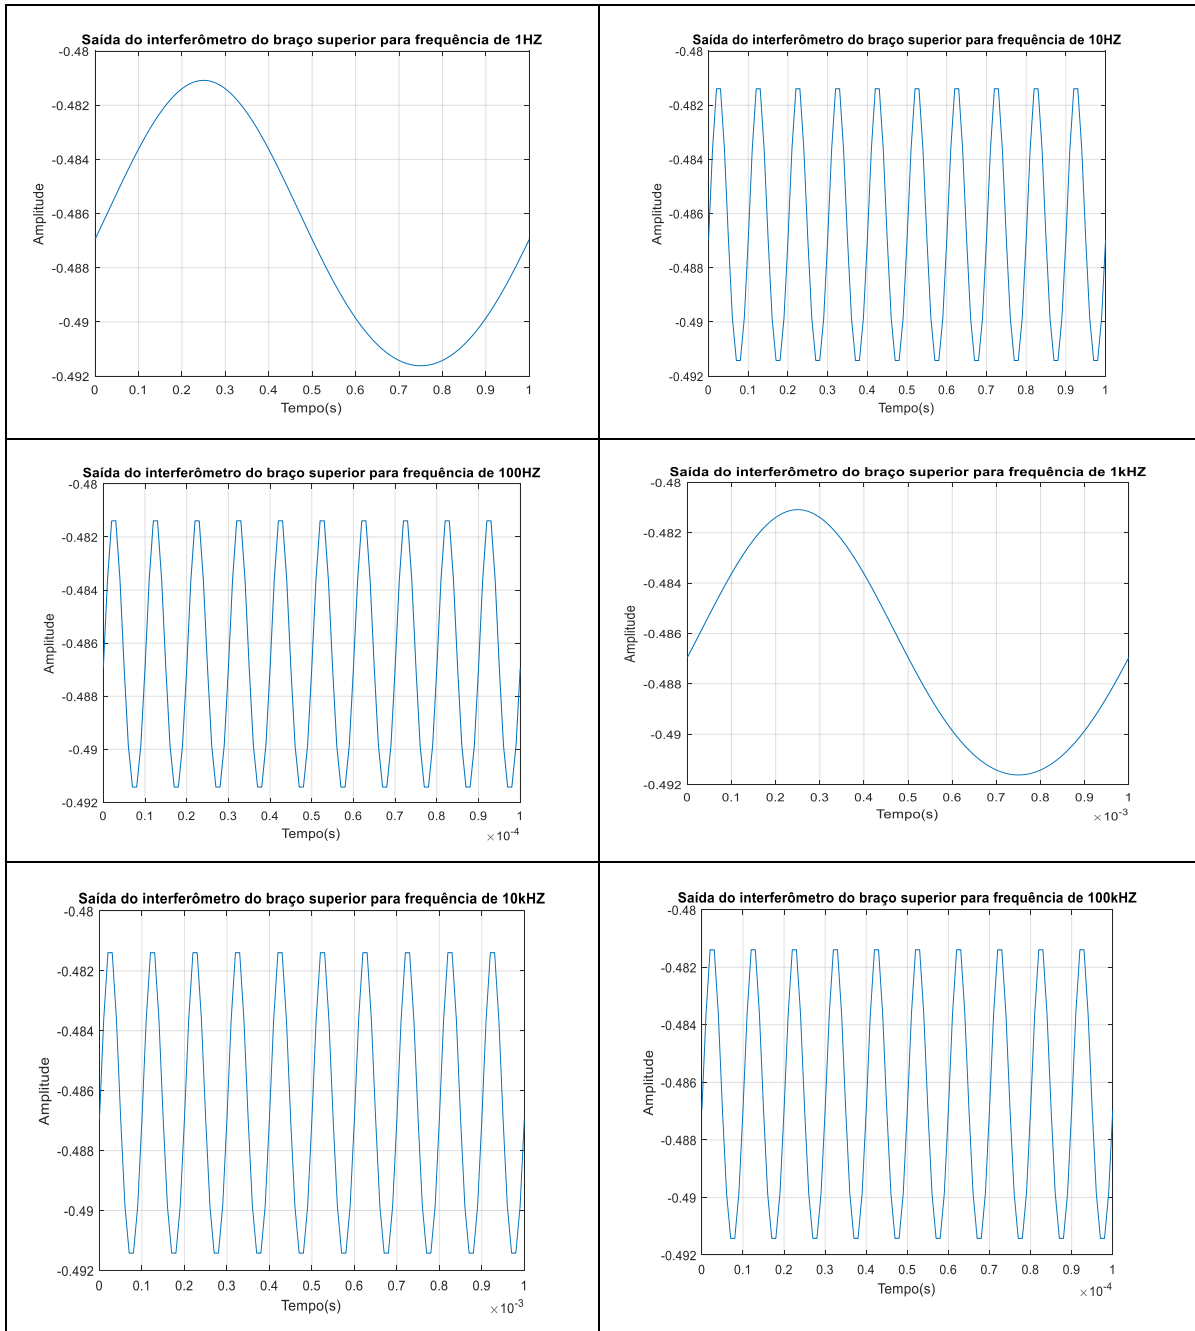 Saída do interferômetro do braço superior para frequência de 1HZ
-0.48
-0.482
-0.484
-0.486
-0.488
-0.49
-0.492
Amplitude
0 0.1 0.2 0.3 0.4 0.5 0.6 0.7 0.8 0.9 1
Tempo(s)
Saída do interferômetro do braço superior para frequência de 10HZ
-0.48
-0.482
-0.484
-0.486
-0.488
-0.49
-0.492
Amplitude
0 0.1 0.2 0.3 0.4 0.5 0.6 0.7 0.8 0.9 1
Tempo(s)
Saída do interferômetro do braço superior para frequência de 100HZ
-0.48
-0.482
-0.484
-0.486
-0.488
-0.49
-0.492
Amplitude
0 0.1 0.2 0.3 0.4 0.5 0.6 0.7 0.8 0.9 1
Tempo(s)
×10-4
Saída do interferômetro do braço superior para frequência de 1kHZ
-0.48
-0.482
-0.484
-0.486
-0.488
-0.49
-0.492
Amplitude
0 0.1 0.2 0.3 0.4 0.5 0.6 0.7 0.8 0.9 1
Tempo(s)
×10-3
Saída do interferômetro do braço superior para frequência de 10kHZ
-0.48
-0.482
-0.484
-0.486
-0.488
-0.49
-0.492
Amplitude
0 0.1 0.2 0.3 0.4 0.5 0.6 0.7 0.8 0.9 1
Tempo(s)
×10-3
Saída do interferômetro do braço superior para frequência de 100kHZ
-0.48
-0.482
-0.484
-0.486
-0.488
-0.49
-0.492
Amplitude
0 0.1 0.2 0.3 0.4 0.5 0.6 0.7 0.8 0.9 1
Tempo(s)
×10-4